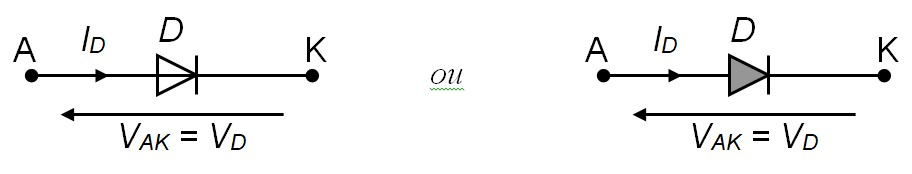 A I_D D K
V_AK = V_D
ou
A I_D D K
V_AK = V_D